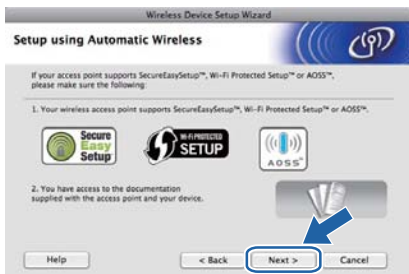 Wireless Device Setup Wizard
Setup using Automatic Wireless
If your access point supports SecureEasySetup™, Wi-Fi Protected Setup™ or AOSS™,
please make sure the following:
1. Your wireless access point supports SecureEasySetup™, Wi-Fi Protected Setup™ or AOSS™.
Secure
Easy
Setup™
WI-FI PROTECTED
SETUP
AOSS™
2. You have access to the documentation
supplied with the access point and your device.
Help
< Back
Next >
Cancel